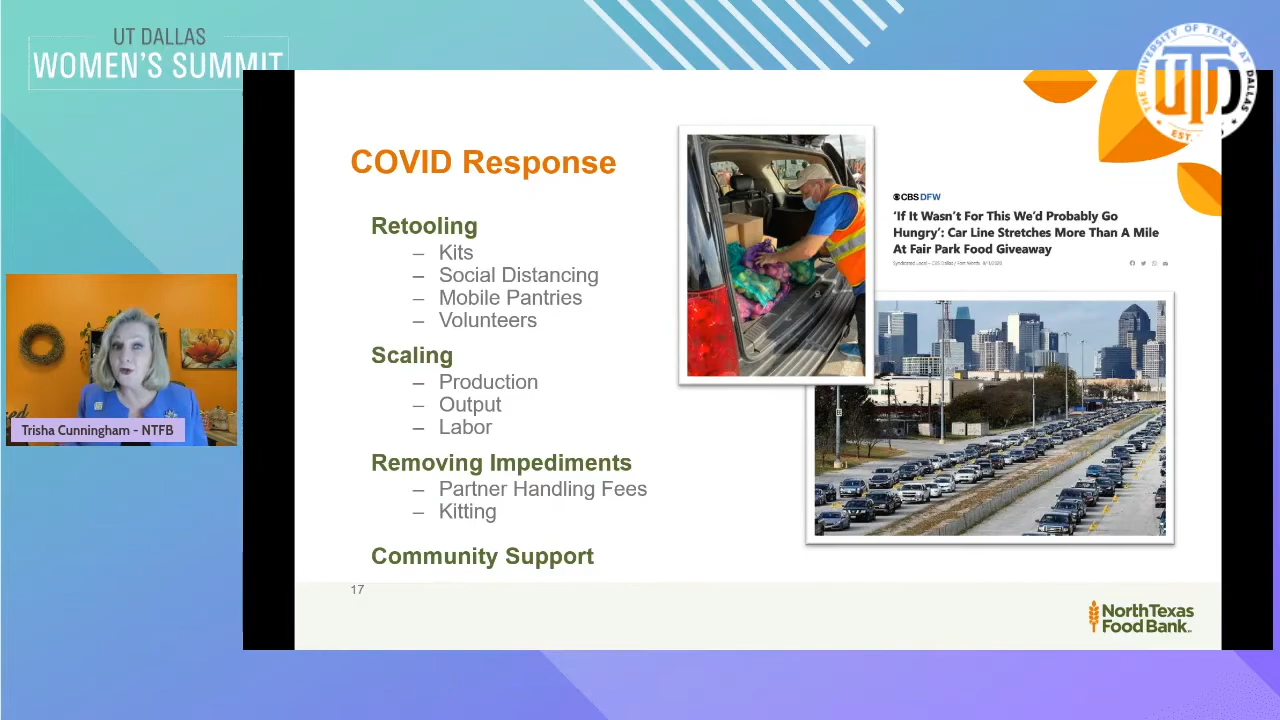 UT DALLAS
WOMEN'S SUMMIT
THE UNIVERSITY OF TEXAS AT DALLAS
UTD
EST.
COVID Response
Retooling
– Kits
– Social Distancing
– Mobile Pantries
– Volunteers
Scaling
– Production
– Output
– Labor
Removing Impediments
– Partner Handling Fees
– Kitting
Community Support
17
CBS DFW
'If It Wasn't For This We'd Probably Go
Hungry': Car Line Stretches More Than A Mile
At Fair Park Food Giveaway
Trisha Cunningham - NTFB
North Texas
Food Bank